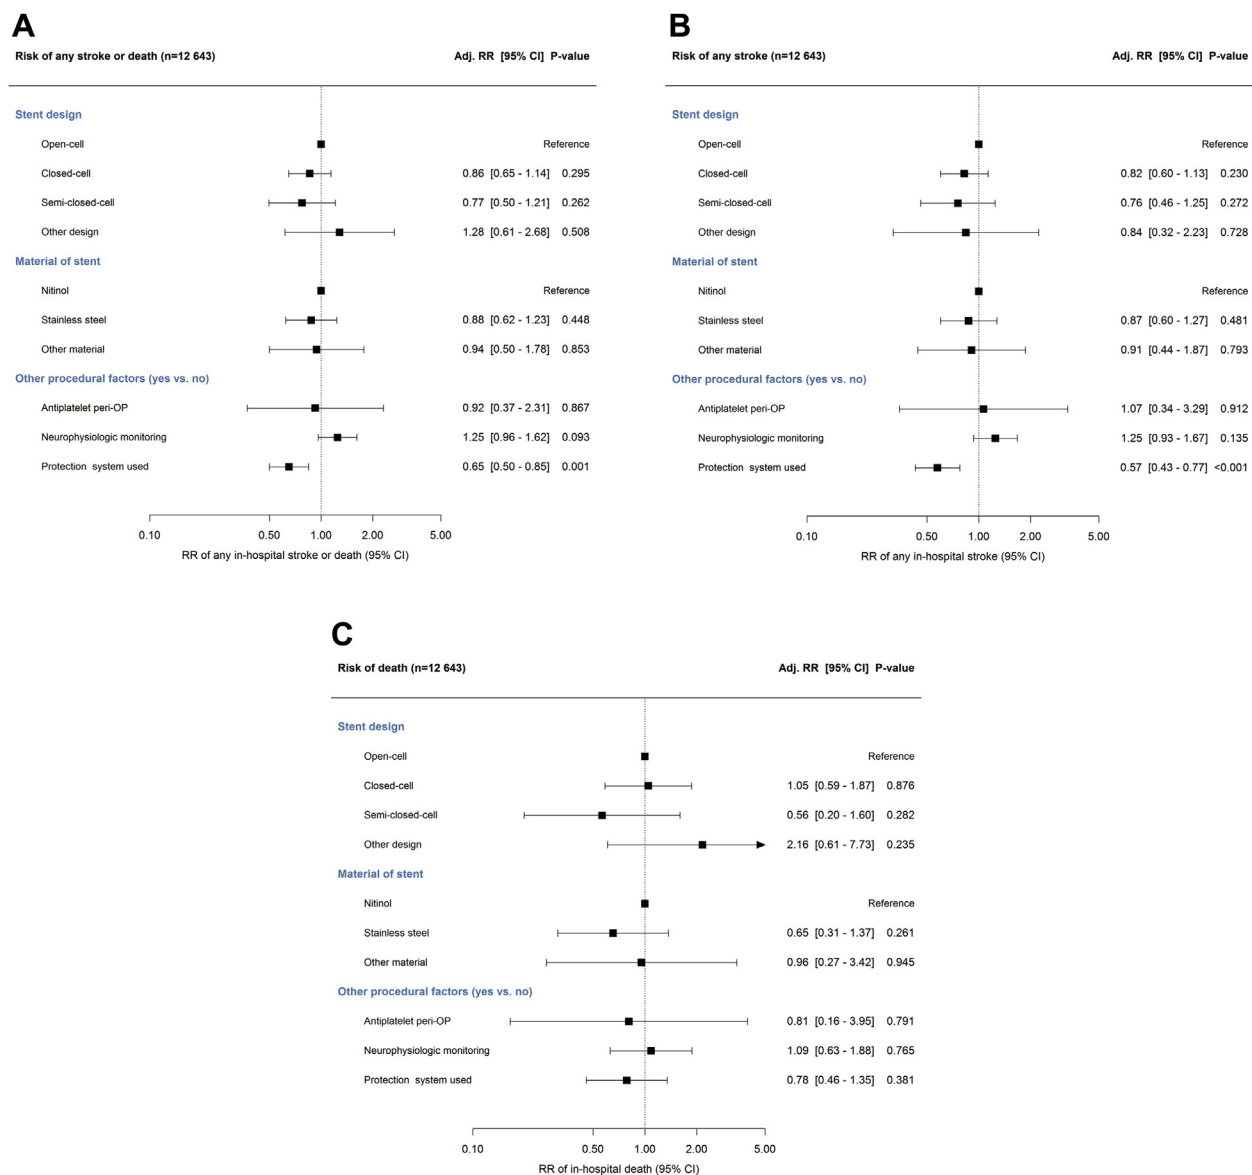 A
Risk of any stroke or death (n=12 643) Adj. RR [95% CI] P-value
Stent design
Open-cell Reference
Closed-cell 0.86 [0.65 - 1.14] 0.295
Semi-closed-cell 0.77 [0.50 - 1.21] 0.262
Other design 1.28 [0.61 - 2.68] 0.508
Material of stent
Nitinol Reference
Stainless steel 0.88 [0.62 - 1.23] 0.448
Other material 0.94 [0.50 - 1.78] 0.853
Other procedural factors (yes vs. no)
Antiplatelet peri-OP 0.92 [0.37 - 2.31] 0.867
Neurophysiologic monitoring 1.25 [0.96 - 1.62] 0.093
Protection system used 0.65 [0.50 - 0.85] 0.001
0.10 0.50 1.00 2.00 5.00
RR of any in-hospital stroke or death (95% CI)
B
Risk of any stroke (n=12 643) Adj. RR [95% CI] P-value
Stent design
Open-cell Reference
Closed-cell 0.82 [0.60 - 1.13] 0.230
Semi-closed-cell 0.76 [0.46 - 1.25] 0.272
Other design 0.84 [0.32 - 2.23] 0.728
Material of stent
Nitinol Reference
Stainless steel 0.87 [0.60 - 1.27] 0.481
Other material 0.91 [0.44 - 1.87] 0.793
Other procedural factors (yes vs. no)
Antiplatelet peri-OP 1.07 [0.34 - 3.29] 0.912
Neurophysiologic monitoring 1.25 [0.93 - 1.67] 0.135
Protection system used 0.57 [0.43 - 0.77] <0.001
0.10 0.50 1.00 2.00 5.00
RR of any in-hospital stroke (95% CI)
C
Risk of death (n=12 643) Adj. RR [95% CI] P-value
Stent design
Open-cell Reference
Closed-cell 1.05 [0.59 - 1.87] 0.876
Semi-closed-cell 0.56 [0.20 - 1.60] 0.282
Other design 2.16 [0.61 - 7.73] 0.235
Material of stent
Nitinol Reference
Stainless steel 0.65 [0.31 - 1.37] 0.261
Other material 0.96 [0.27 - 3.42] 0.945
Other procedural factors (yes vs. no)
Antiplatelet peri-OP 0.81 [0.16 - 3.95] 0.791
Neurophysiologic monitoring 1.09 [0.63 - 1.88] 0.765
Protection system used 0.78 [0.46 - 1.35] 0.381
0.10 0.50 1.00 2.00 5.00
RR of in-hospital death (95% CI)